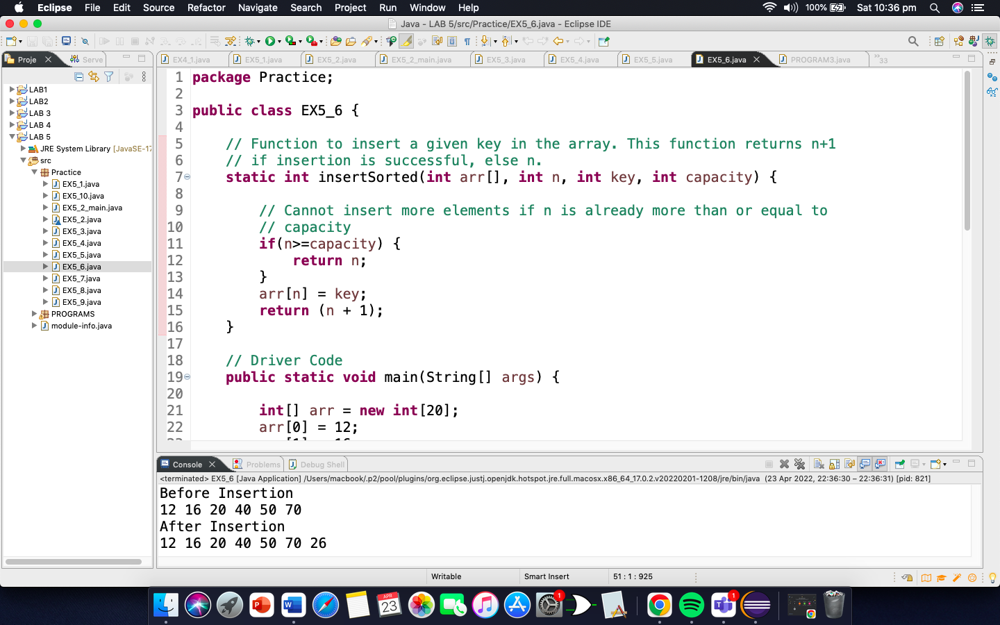 Eclipse File Edit Source Refactor Navigate Search Project Run Window Help 100% Sat 10:36 pm
Java - LAB 5/src/Practice/EX5_6.java - Eclipse IDE
Proje Serve EX4_1.java EX5_1.java EX5_2.java EX5_2_main.java EX5_3.java EX5_4.java EX5_5.java EX5_6.java PROGRAM3.java 33
LAB1
LAB2
LAB 3
LAB 4
LAB 5
JRE System Library [JavaSE-17
src
Practice
EX5_1.java
EX5_10.java
EX5_2_main.java
EX5_2.java
EX5_3.java
EX5_4.java
EX5_5.java
EX5_6.java
EX5_7.java
EX5_8.java
EX5_9.java
PROGRAMS
module-info.java
1 package Practice;
2
3 public class EX5_6 {
4
5 // Function to insert a given key in the array. This function returns n+1
6 // if insertion is successful, else n.
7 static int insertSorted(int arr[], int n, int key, int capacity) {
8
9 // Cannot insert more elements if n is already more than or equal to
10 // capacity
11 if(n>=capacity) {
12 return n;
13 }
14 arr[n] = key;
15 return (n + 1);
16 }
17
18 // Driver Code
19 public static void main(String[] args) {
20
21 int[] arr = new int[20];
22 arr[0] = 12;
Console Problems Debug Shell
<terminated> EX5_6 [Java Application] /Users/macbook/.p2/pool/plugins/org.eclipse.justj.openjdk.hotspot.jre.full.macosx.x86_64_17.0.2.v20220201-1208/jre/bin/java (23 Apr 2022, 22:36:30 – 22:36:31) [pid: 821]
Before Insertion
12 16 20 40 50 70
After Insertion
12 16 20 40 50 70 26
Writable Smart Insert 51 : 1 : 925
APR
23
1
1